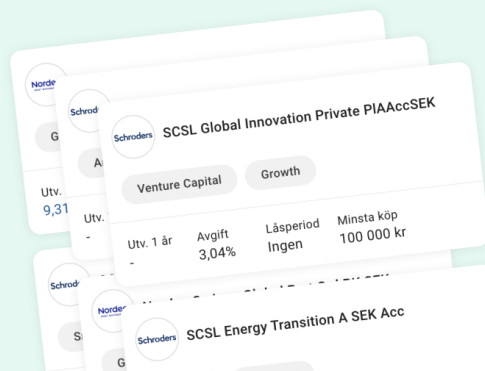 Nordea
Schroders
Schroders
SCSL Global Innovation Private PIAAccSEK
Venture Capital
Growth
Utv.
9,31
Utv.
-
Utv. 1 år
Avgift
Låsperiod
Minsta köp
-
3,04%
Ingen
100 000 kr
Schroders
Nordea
Schroders
SCSL Energy Transition A SEK Acc